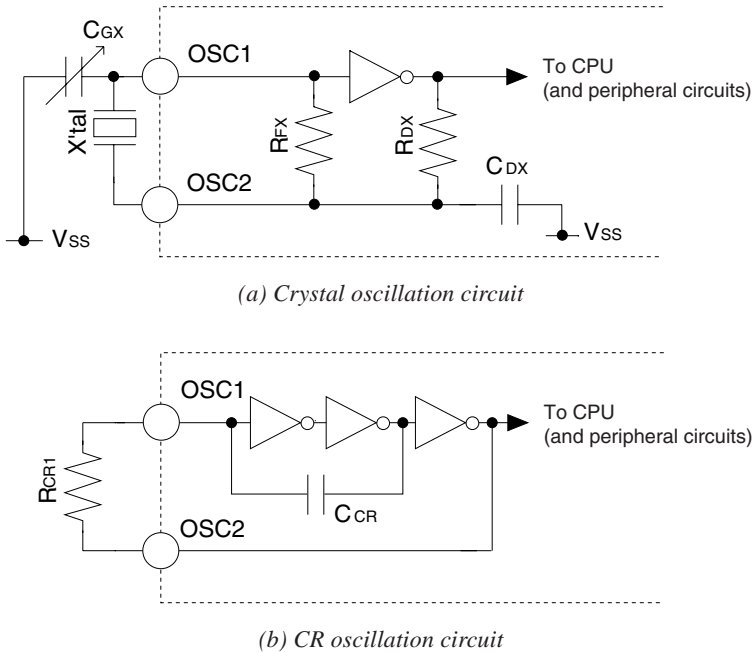 CGX
OSC1
To CPU
(and peripheral circuits)
X'tal
RFX
RDX
CDX
OSC2
VSS
VSS
(a) Crystal oscillation circuit
OSC1
To CPU
(and peripheral circuits)
RCR1
CCR
OSC2
(b) CR oscillation circuit